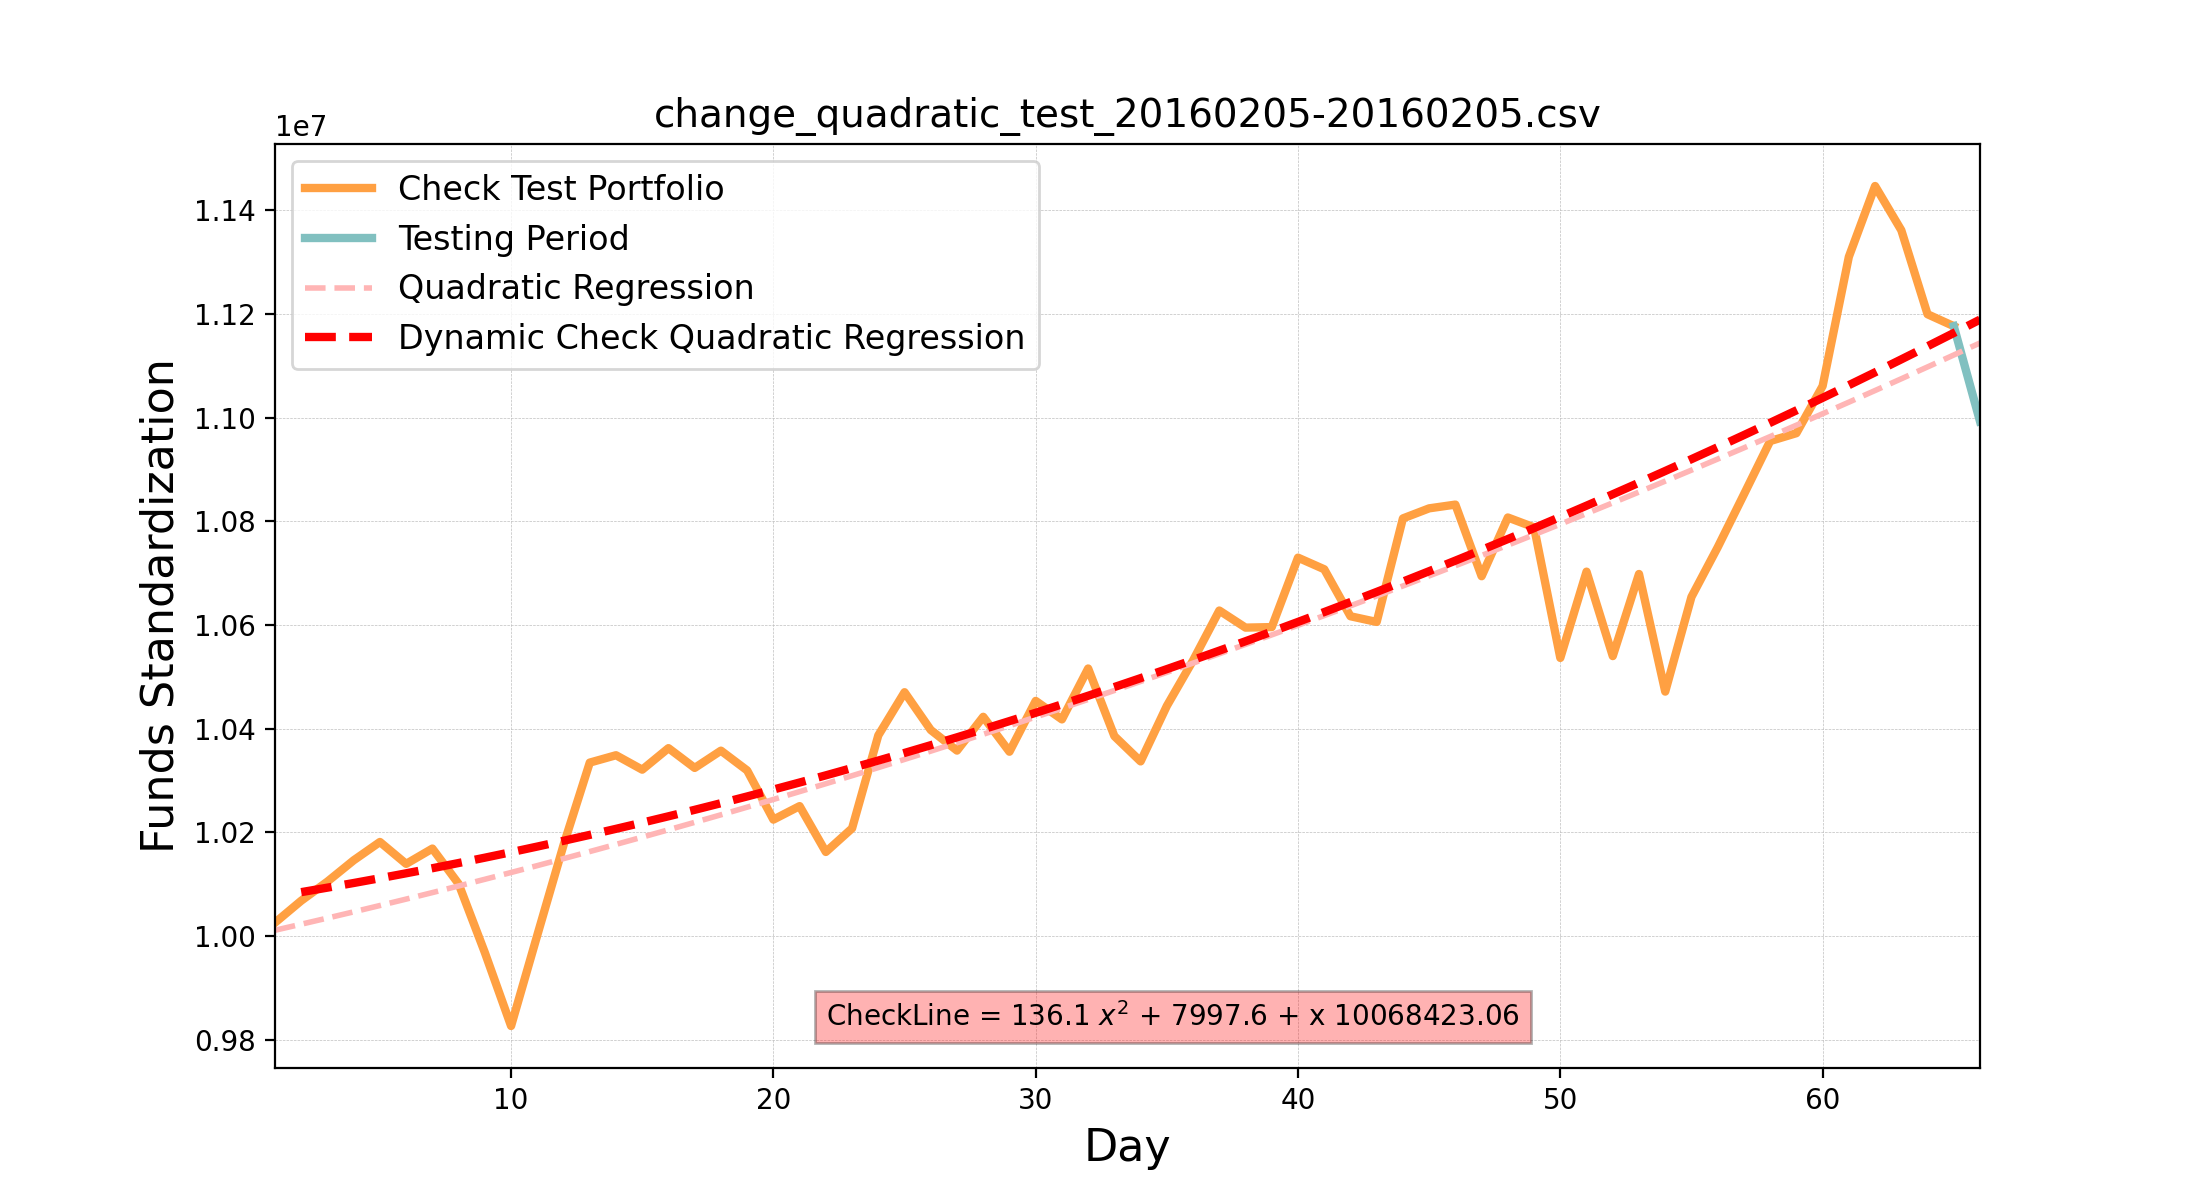 change_quadratic_test_20160205-20160205.csv
1e7
Check Test Portfolio
Testing Period
Quadratic Regression
Dynamic Check Quadratic Regression
1.14
1.12
1.10
1.08
1.06
1.04
1.02
1.00
0.98
Funds Standardization
CheckLine = 136.1 x² + 7997.6 + x 10068423.06
10 20 30 40 50 60
Day